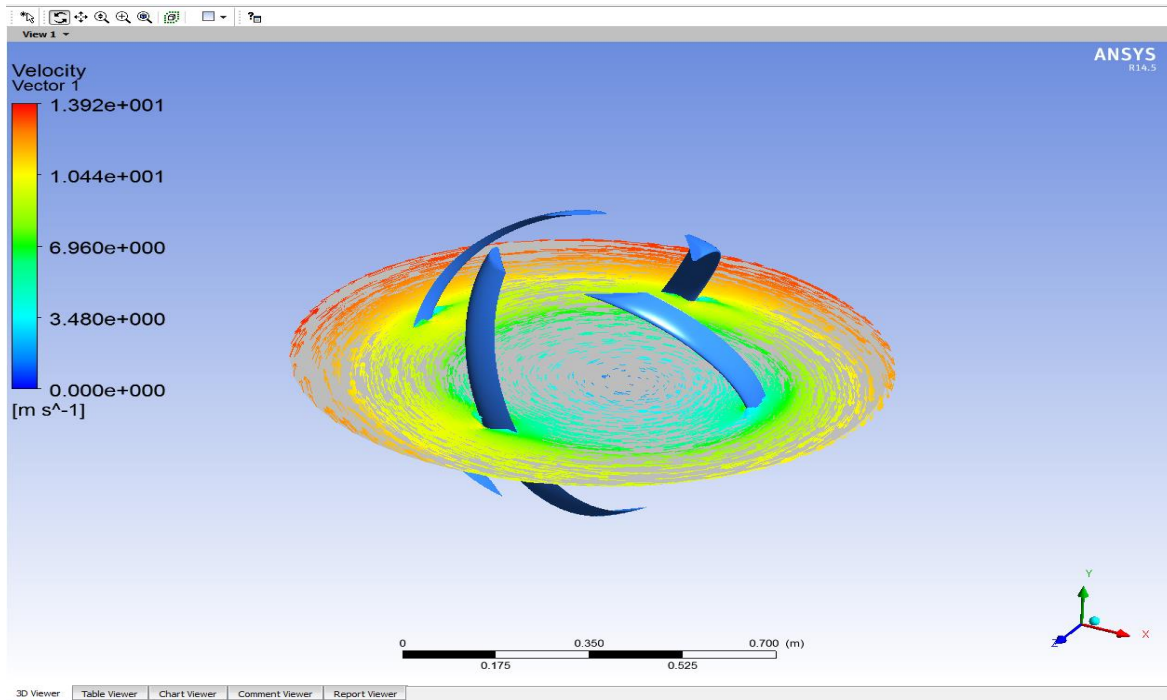 View 1
ANSYS
R14.5
Velocity
Vector 1
1.392e+001
1.044e+001
6.960e+000
3.480e+000
0.000e+000
[m s^-1]
Y
X
Z
0 0.350 0.700 (m)
0.175 0.525
3D Viewer Table Viewer Chart Viewer Comment Viewer Report Viewer